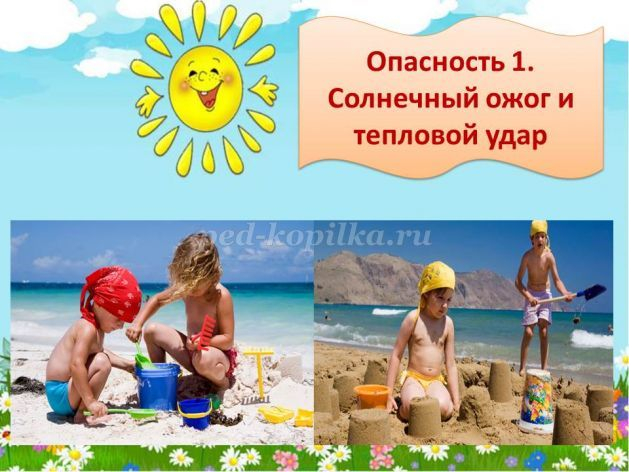 Опасность 1.
Солнечный ожог и
тепловой удар
ped-kopilka.ru